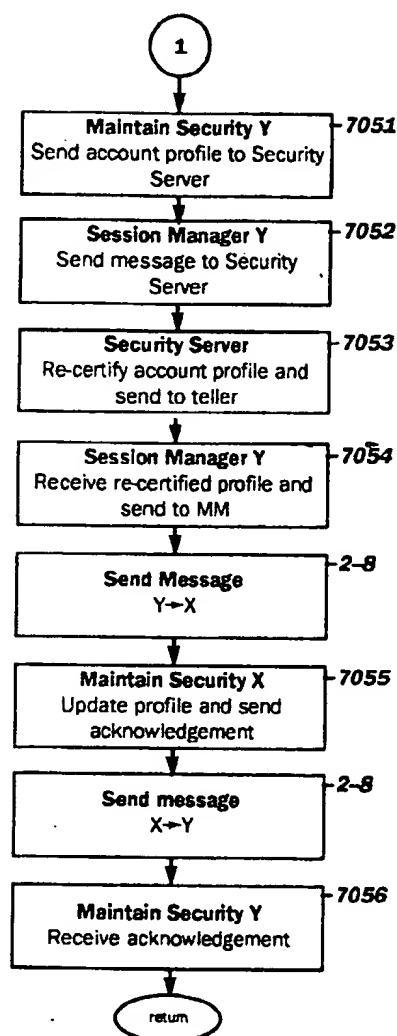 1
Maintain Security Y
Send account profile to Security
Server
7051
Session Manager Y
Send message to Security
Server
7052
Security Server
Re-certify account profile and
send to teller
7053
Session Manager Y
Receive re-certified profile and
send to MM
7054
Send Message
Y→X
2-8
Maintain Security X
Update profile and send
acknowledgement
7055
Send message
X→Y
2-8
Maintain Security Y
Receive acknowledgement
7056
return